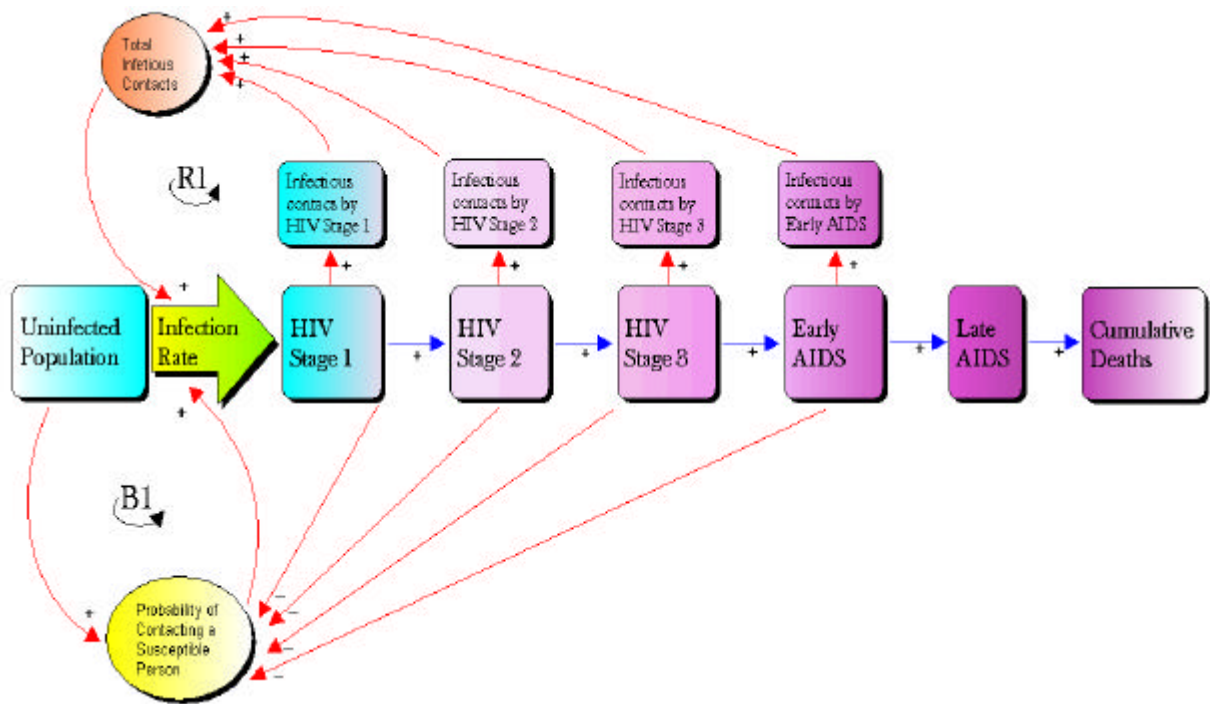 Total
Infetious
Contacts
+
+
+
+
R1
Infectious
contacs by
HIV Stage 1
Infectious
contacts by
HIV Stage 2
Infectious
contacts by
HIV Stage 3
Infectious
contacts by
Early AIDS
+
+
+
+
+
Uninfected
Population
Infection
Rate
HIV
Stage 1
+
HIV
Stage 2
+
HIV
Stage 3
+
Early
AIDS
+
Late
AIDS
+
Cumulative
Deaths
+
B1
+
Probability of
Contacting a
Susceptible
Person
–
–
–
–